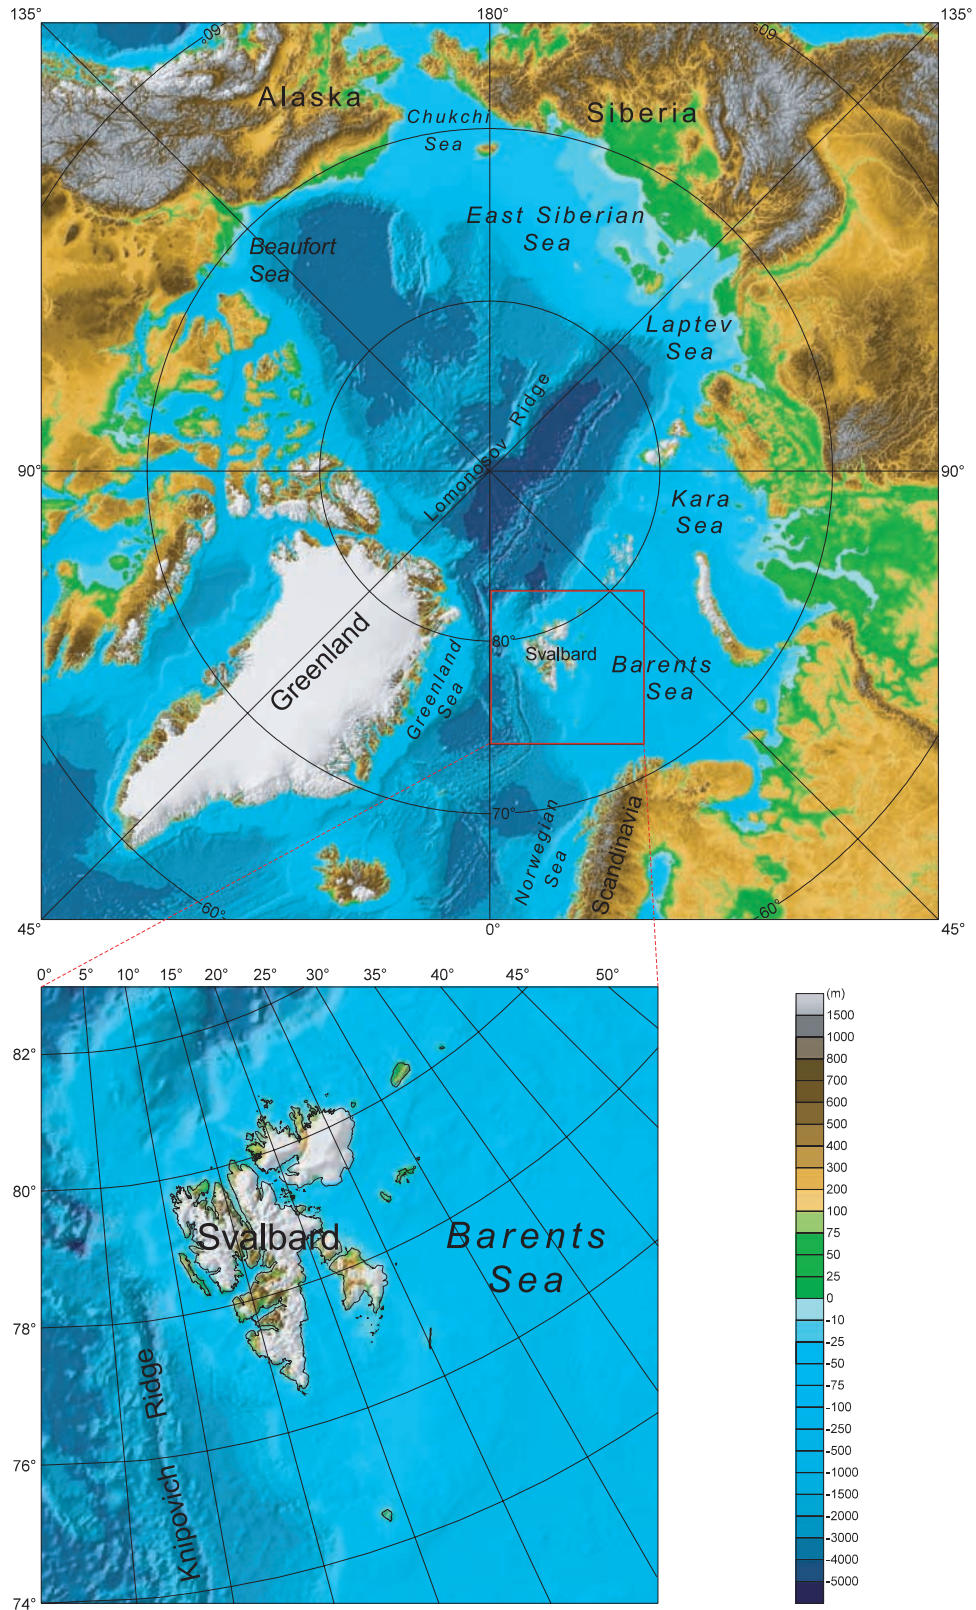 135°
180°
135°
60°
60°
Alaska
Siberia
Chukchi
Sea
East Siberian
Sea
Beaufort
Sea
Laptev
Sea
Lomonosov Ridge
90°
90°
Kara
Sea
80°
Svalbard
Barents
Sea
Greenland
Greenland
Sea
70°
Norwegian
Sea
Scandinavia
60°
60°
45°
0°
45°
0°
5°
10°
15°
20°
25°
30°
35°
40°
45°
50°
82°
80°
78°
76°
74°
Svalbard
Barents
Sea
Knipovich Ridge
(m)
1500
1000
800
700
600
500
400
300
200
100
75
50
25
0
-10
-25
-50
-75
-100
-250
-500
-1000
-1500
-2000
-3000
-4000
-5000